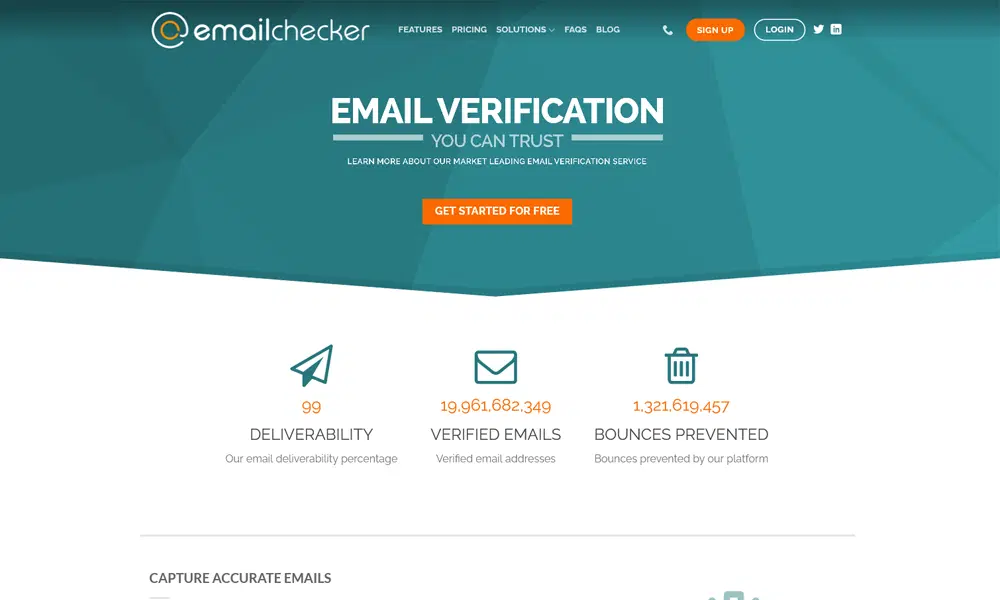 emailchecker
FEATURES PRICING SOLUTIONS FAQS BLOG SIGN UP LOGIN
EMAIL VERIFICATION
YOU CAN TRUST
LEARN MORE ABOUT OUR MARKET LEADING EMAIL VERIFICATION SERVICE
GET STARTED FOR FREE
99 19,961,682,349 1,321,619,457
DELIVERABILITY VERIFIED EMAILS BOUNCES PREVENTED
Our email deliverability percentage Verified email addresses Bounces prevented by our platform
CAPTURE ACCURATE EMAILS